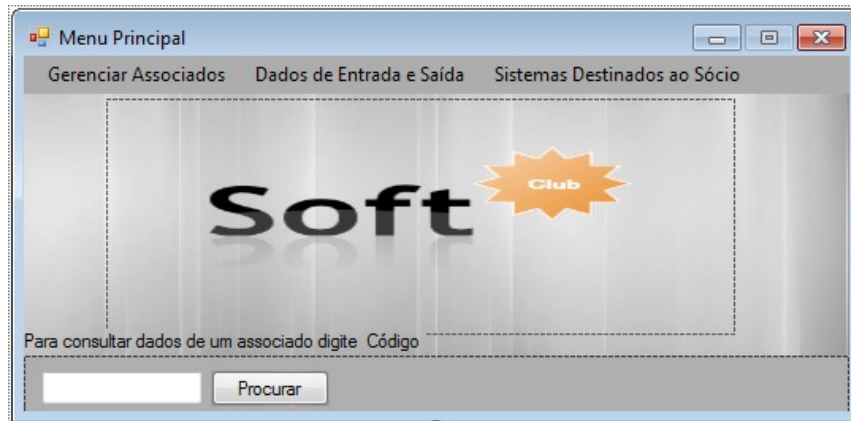 Menu Principal
Gerenciar Associados Dados de Entrada e Saída Sistemas Destinados ao Sócio
Soft
Club
Para consultar dados de um associado digite Código
Procurar